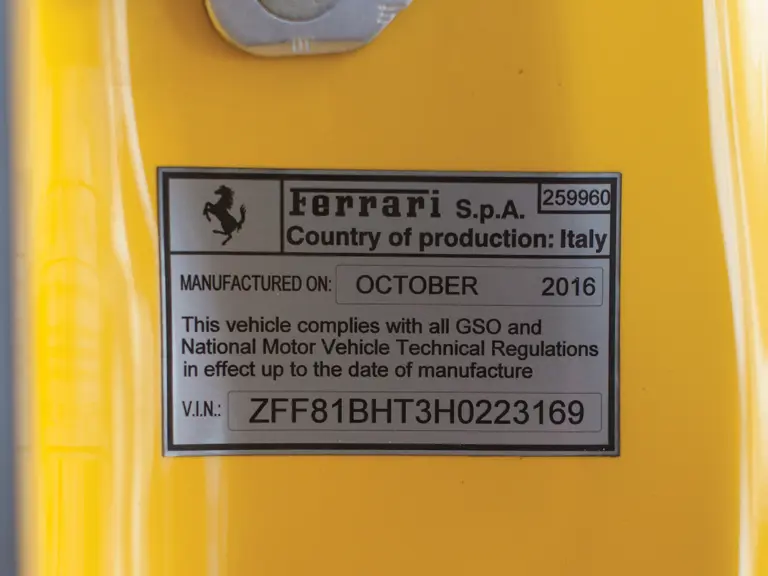 Ferrari S.p.A. 259960
Country of production: Italy
MANUFACTURED ON: OCTOBER 2016
This vehicle complies with all GSO and
National Motor Vehicle Technical Regulations
in effect up to the date of manufacture
V.I.N.: ZFF81BHT3H0223169